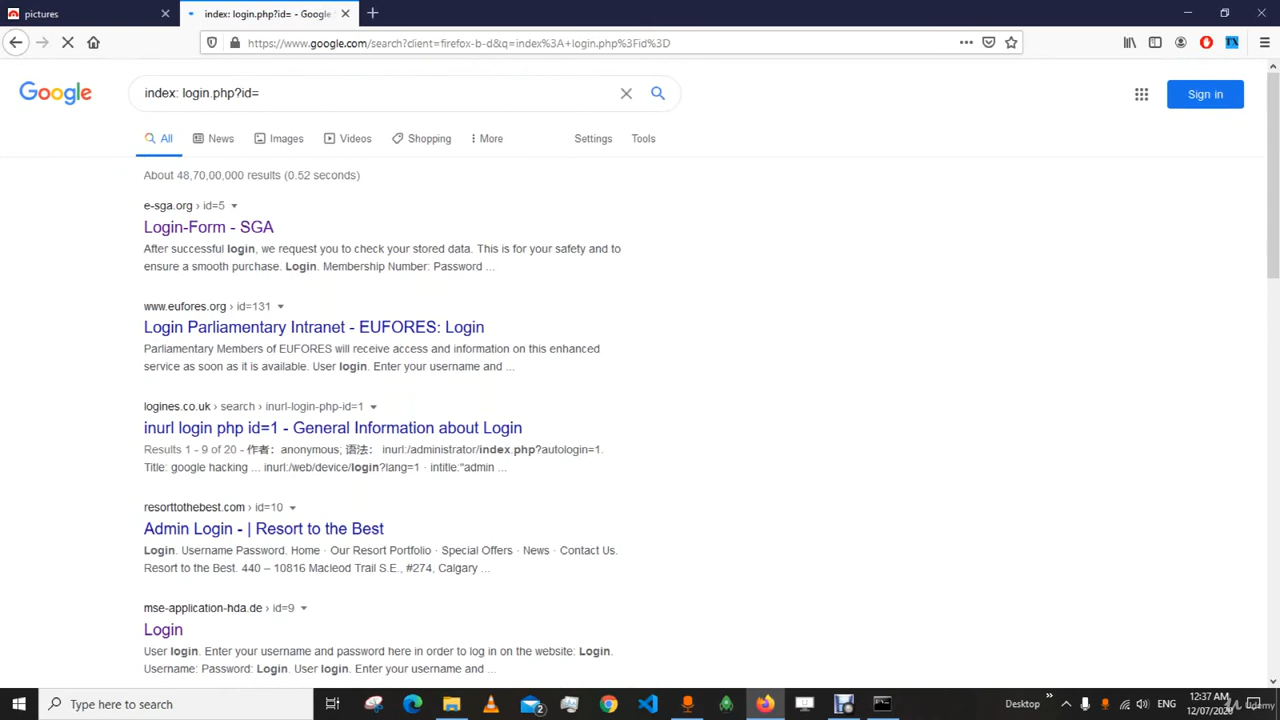 pictures
index: login.php?id= - Google
https://www.google.com/search?client=firefox-b-d&q=index%3A+login.php%3Fid%3D
Google
index: login.php?id=
Sign in
All
News
Images
Videos
Shopping
More
Settings
Tools
About 48,70,00,000 results (0.52 seconds)
e-sga.org › id=5
Login-Form - SGA
After successful login, we request you to check your stored data. This is for your safety and to
ensure a smooth purchase. Login. Membership Number: Password ...
www.eufores.org › id=131
Login Parliamentary Intranet - EUFORES: Login
Parliamentary Members of EUFORES will receive access and information on this enhanced
service as soon as it is available. User login. Enter your username and ...
logines.co.uk › search › inurl-login-php-id=1
inurl login php id=1 - General Information about Login
Results 1 - 9 of 20 - 作者：anonymous; 语法： inurl:/administrator/index.php?autologin=1.
Title: google hacking ... inurl:/web/device/login?lang=1 · intitle:"admin ...
resorttothebest.com › id=10
Admin Login - | Resort to the Best
Login. Username Password. Home · Our Resort Portfolio · Special Offers · News · Contact Us.
Resort to the Best. 440 – 10816 Macleod Trail S.E., #274, Calgary ...
mse-application-hda.de › id=9
Login
User login. Enter your username and password here in order to log in on the website: Login.
Username: Password: Login. User login. Enter your username and ...
Type here to search
2
Desktop
ENG
12:37 AM
12/07/20
Udemy